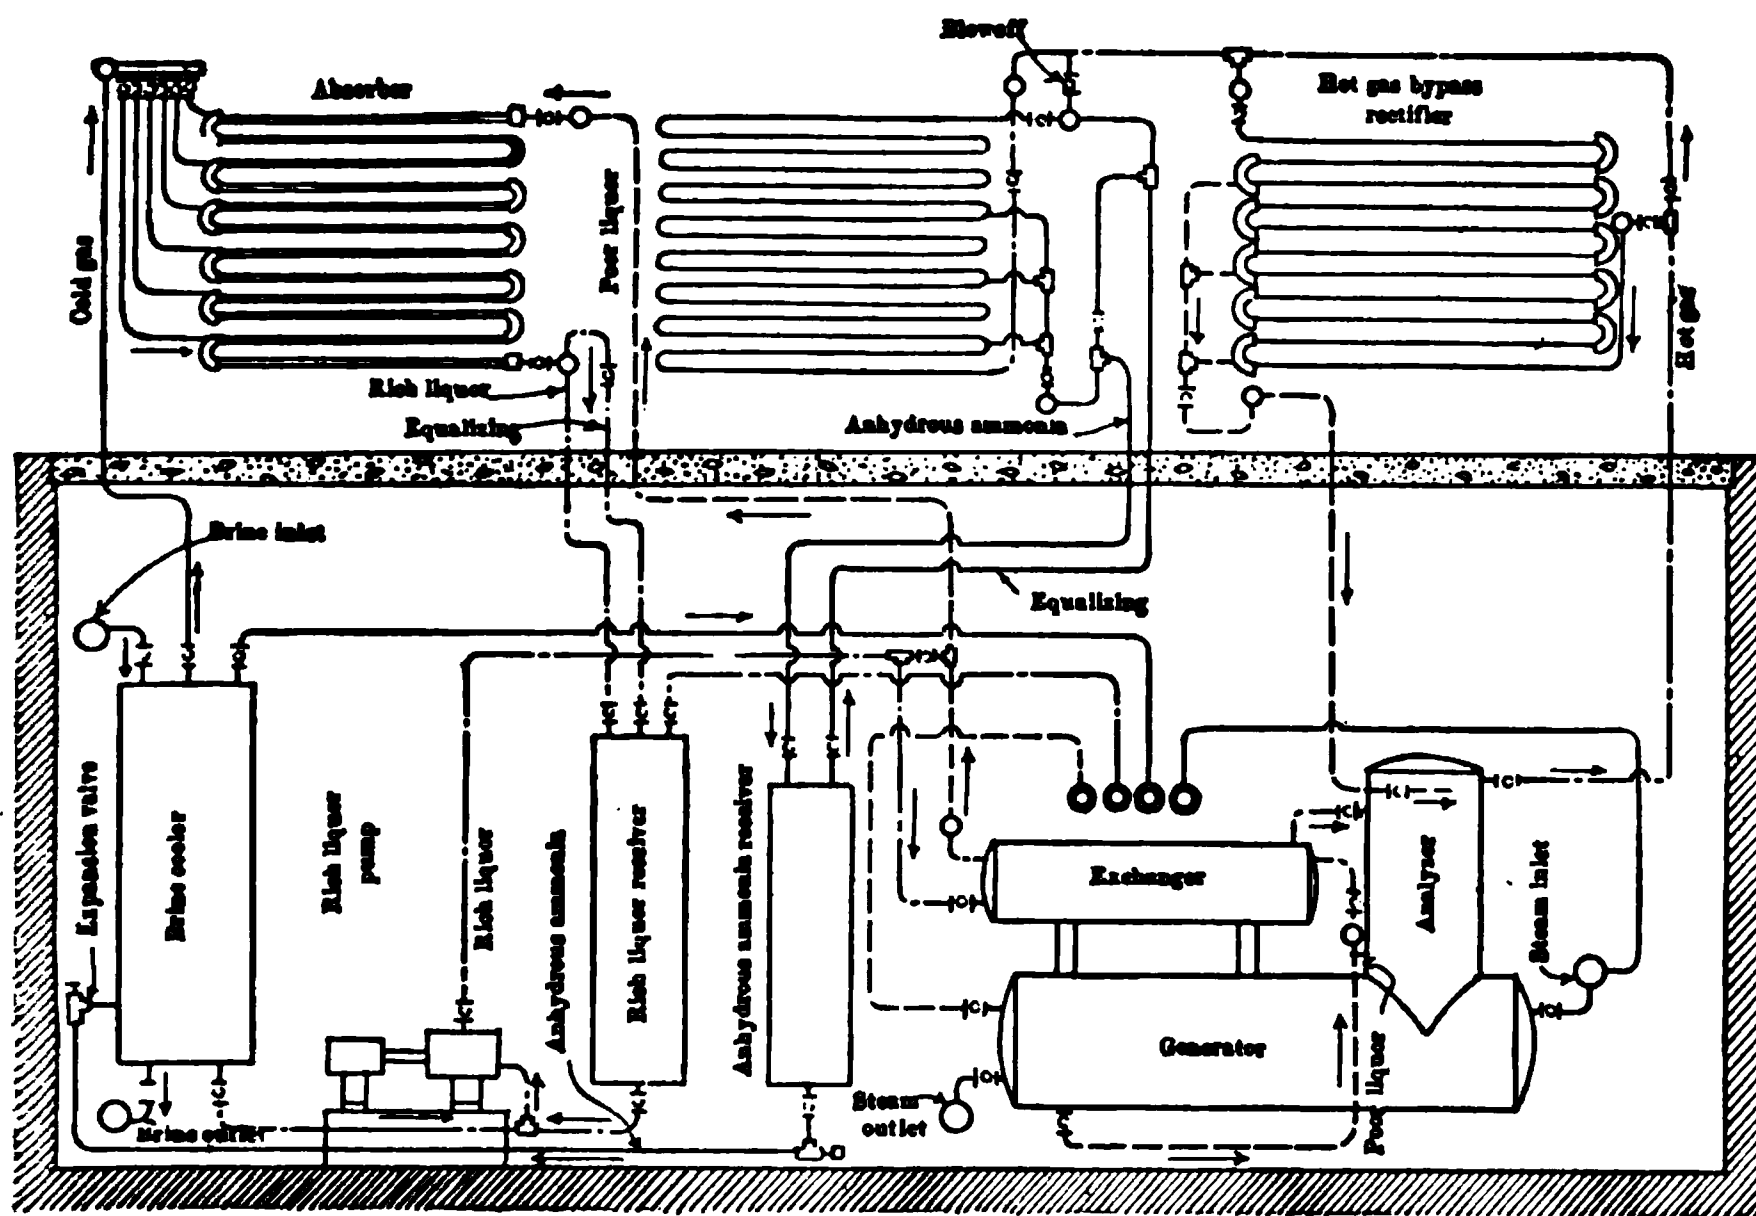 Blowoff
Absorber
Hot gas bypass
rectifier
Cold gas
Poor liquor
Hot gas
Rich liquor
Equalizing
Anhydrous ammonia
Brine inlet
Equalizing
Expansion valve
Brine cooler
Rich liquor
pump
Rich liquor
Anhydrous ammonia
Rich liquor receiver
Anhydrous ammonia receiver
Exchanger
Analyser
Steam inlet
Generator
Poor liquor
Steam
outlet
Brine outlet